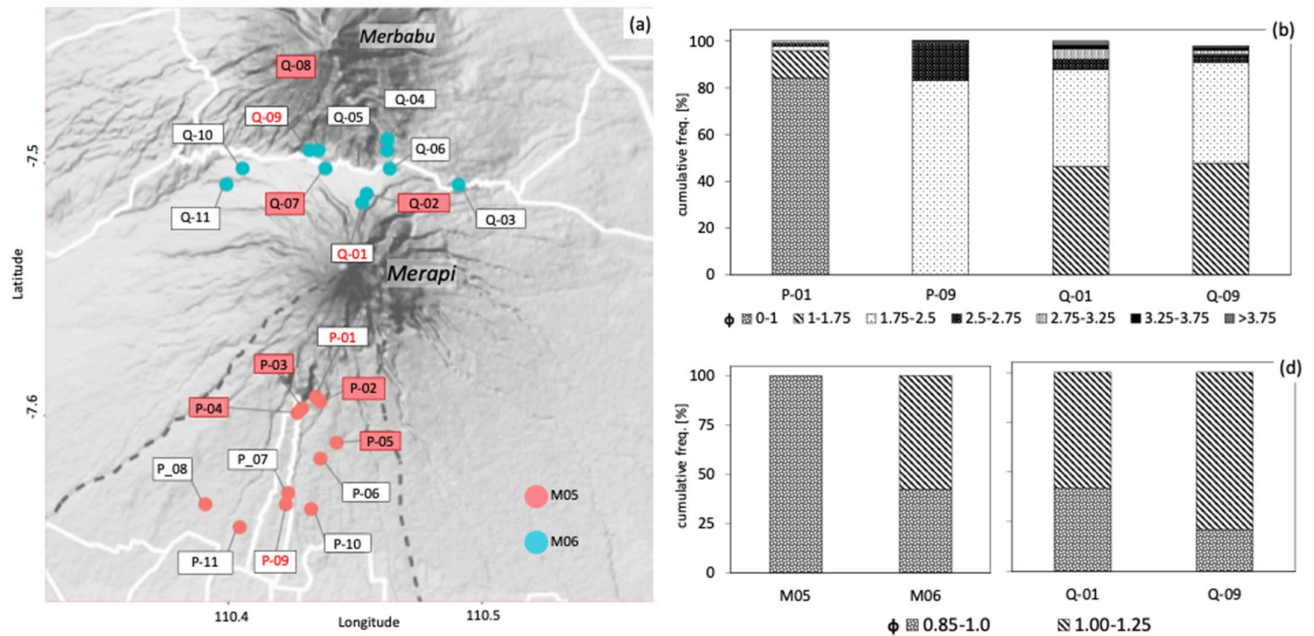 (a)
Merbabu
Q-08
Q-04
Q-09
Q-05
Q-10
Q-06
-7.5
Q-11
Q-07
Q-02
Q-03
Q-01
Merapi
Latitude
P-01
P-03
P-02
P-04
-7.6
P-05
P_07
P_08
P-06
M05
M06
P-11
P-09
P-10
110.4
110.5
Longitude
(b)
cumulative freq. [%]
100
80
60
40
20
0
P-01 P-09 Q-01 Q-09
ϕ 0-1 1-1.75 1.75-2.5 2.5-2.75 2.75-3.25 3.25-3.75 >3.75
(d)
cumulative freq. [%]
100
75
50
25
0
M05 M06 Q-01 Q-09
ϕ 0.85-1.0 1.00-1.25